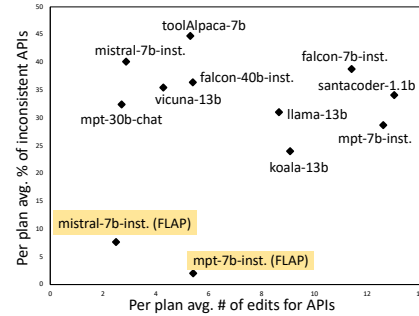 Per plan avg. % of inconsistent APIs
50
45
40
35
30
25
20
15
10
5
0
toolAlpaca-7b
mistral-7b-inst.
falcon-7b-inst.
falcon-40b-inst.
vicuna-13b
santacoder-1.1b
mpt-30b-chat
llama-13b
mpt-7b-inst.
koala-13b
mistral-7b-inst. (FLAP)
mpt-7b-inst. (FLAP)
0 2 4 6 8 10 12
Per plan avg. # of edits for APIs